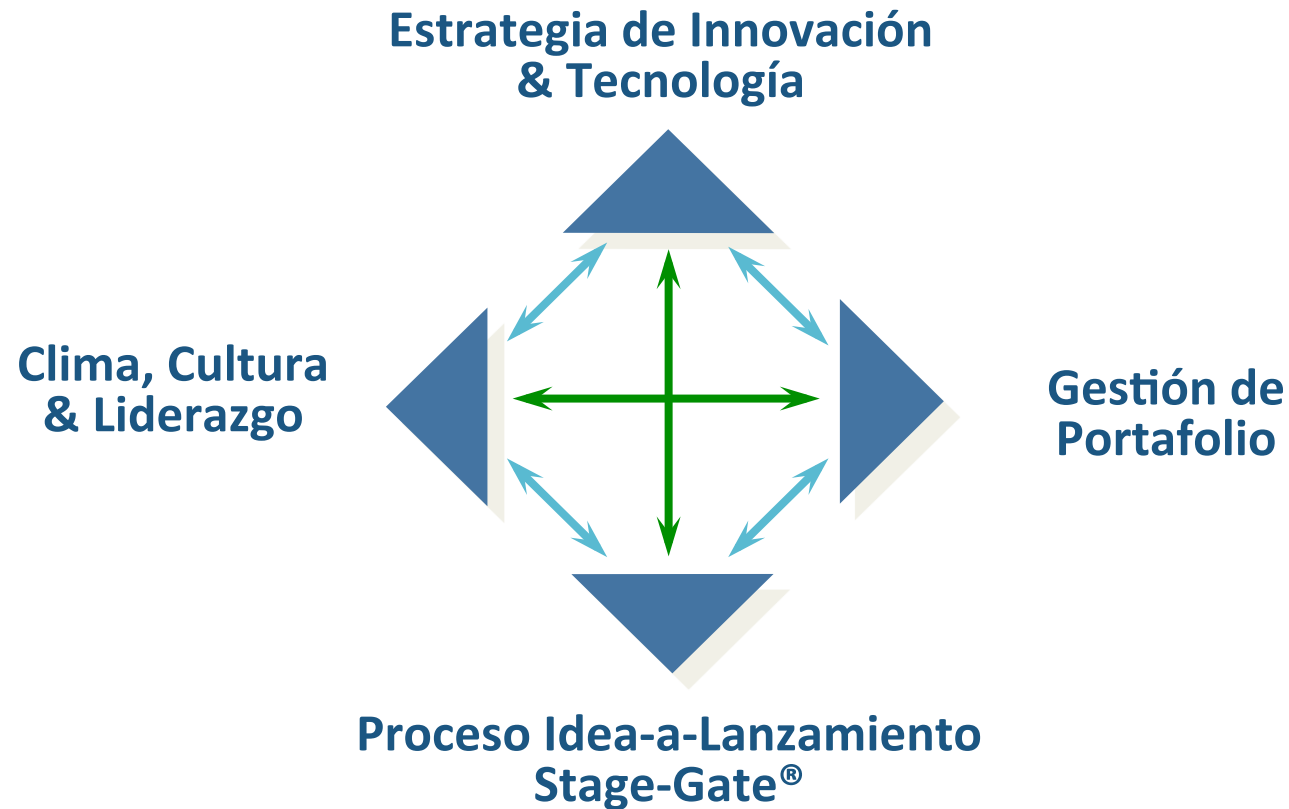 Estrategia de Innovación
& Tecnología
Clima, Cultura
& Liderazgo
Gestión de
Portafolio
Proceso Idea-a-Lanzamiento
Stage-Gate®